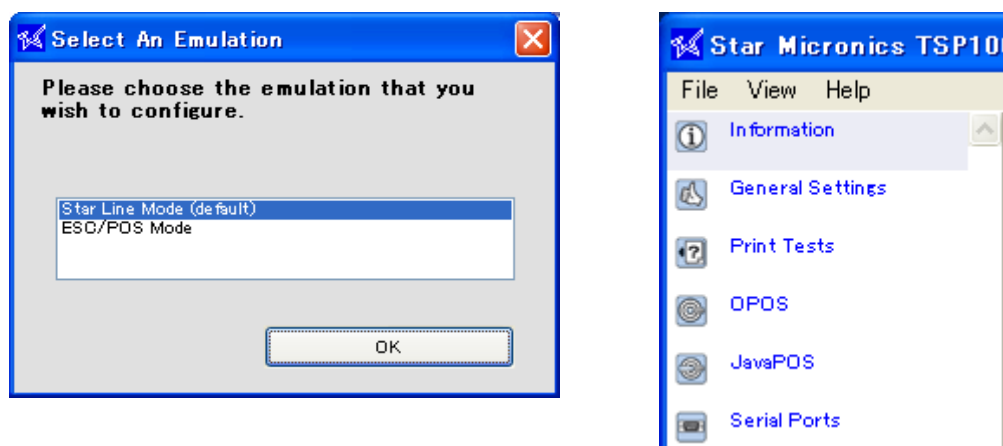 Select An Emulation
Please choose the emulation that you
wish to configure.
Star Line Mode (default)
ESC/POS Mode
OK
Star Micronics TSP10
File View Help
Information
General Settings
Print Tests
OPOS
JavaPOS
Serial Ports